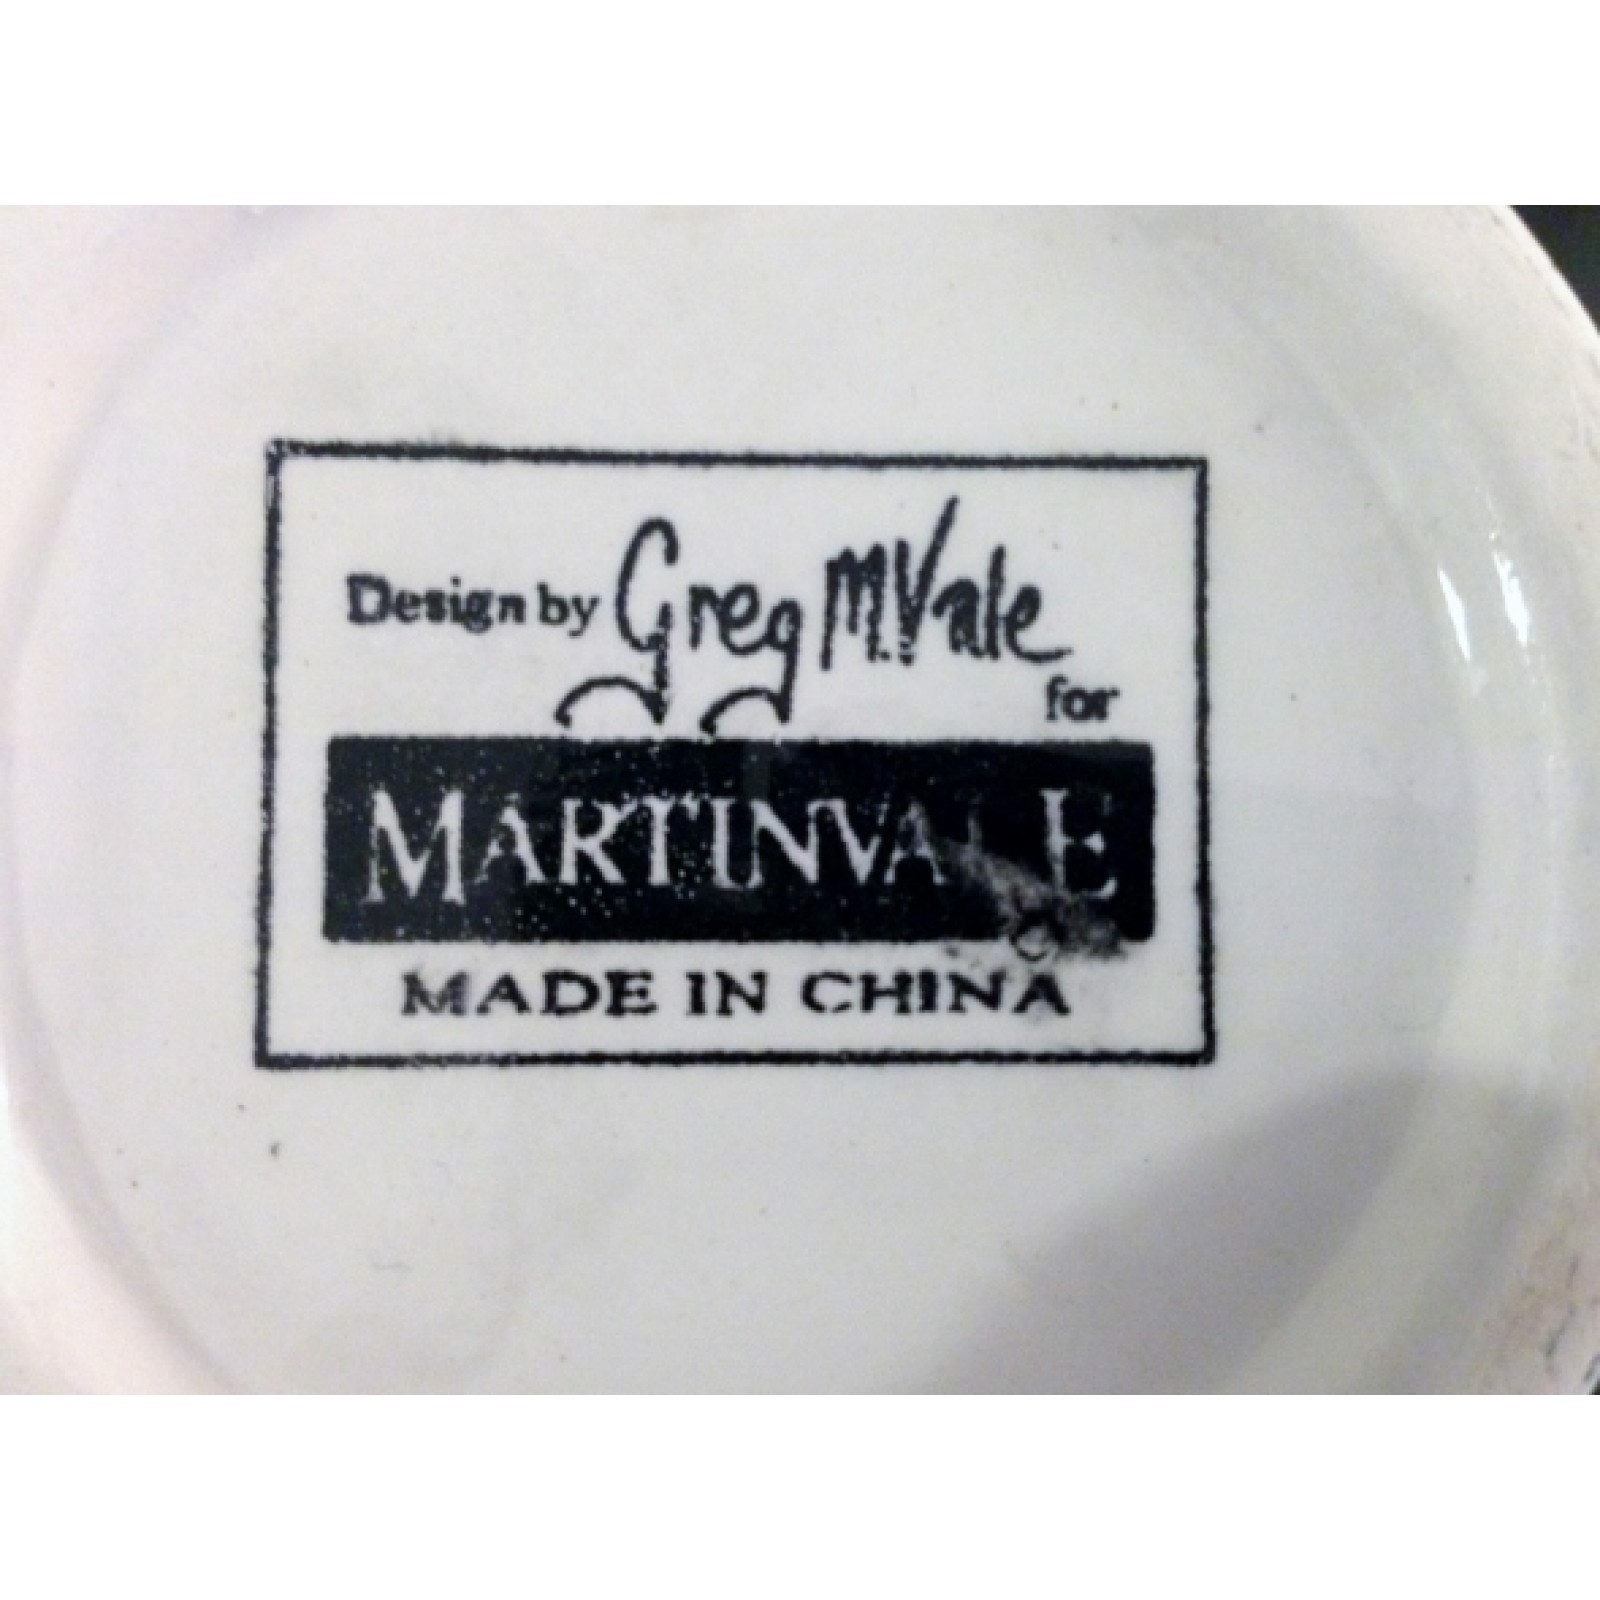 Design by Greg M.Vale
for
MARTINVALE
MADE IN CHINA